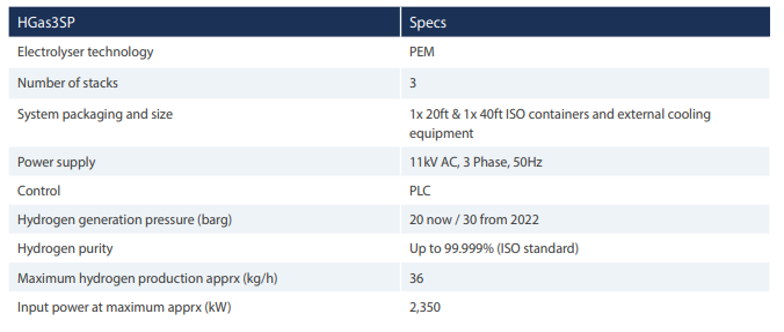 HGas3SP Specs
Electrolyser technology PEM
Number of stacks 3
System packaging and size 1x 20ft & 1x 40ft ISO containers and external cooling
equipment
Power supply 11kV AC, 3 Phase, 50Hz
Control PLC
Hydrogen generation pressure (barg) 20 now / 30 from 2022
Hydrogen purity Up to 99.999% (ISO standard)
Maximum hydrogen production apprx (kg/h) 36
Input power at maximum apprx (kW) 2,350